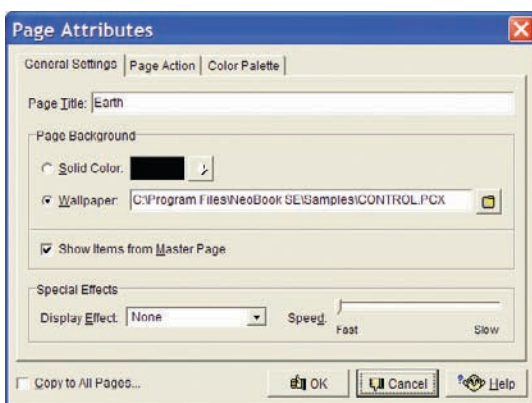 Page Attributes
General Settings Page Action Color Palette
Page Title: Earth
Page Background
Solid Color:
Wallpaper: C:\Program Files\NeoBook SE\Samples\CONTROL.PCX
Show Items from Master Page
Special Effects
Display Effect: None Speed:
Fast Slow
Copy to All Pages... OK Cancel Help